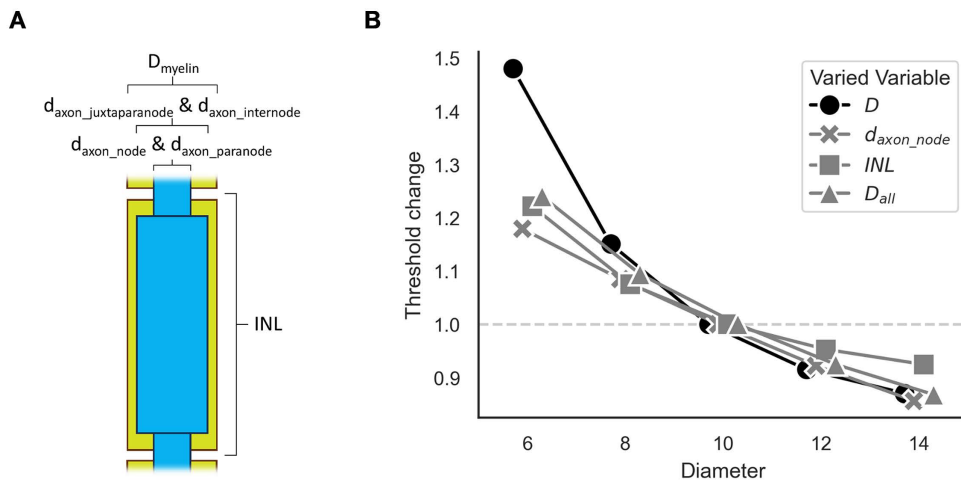 A
D_myelin
d_axon_juxtaparanode & d_axon_internode
d_axon_node & d_axon_paranode
INL
B
Threshold change
1.5
1.4
1.3
1.2
1.1
1.0
0.9
6 8 10 12 14
Diameter
Varied Variable
D
d_axon_node
INL
D_all